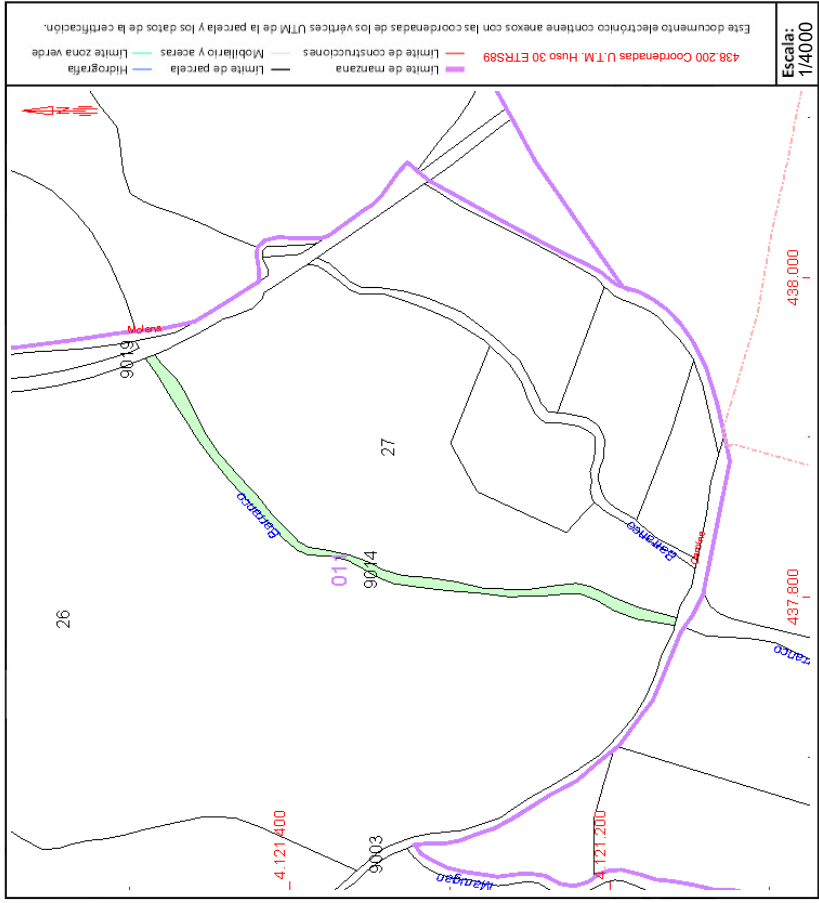 Este documento electrónico contiene anexos con las coordenadas de los vértices UTM de la parcela y los datos de la certificación.
438.200 Coordenadas U.T.M. Huso 30 ETRS89
Límite de manzana
Límite de construcciones
Límite de parcela
Mobiliario y aceras
Hidrografía
Límite zona verde
Escala:
1/4000
9019
26
Barranco
27
011
9014
438.000
Barranco
Camino
437.800
4.121.400
9003
4.121.200